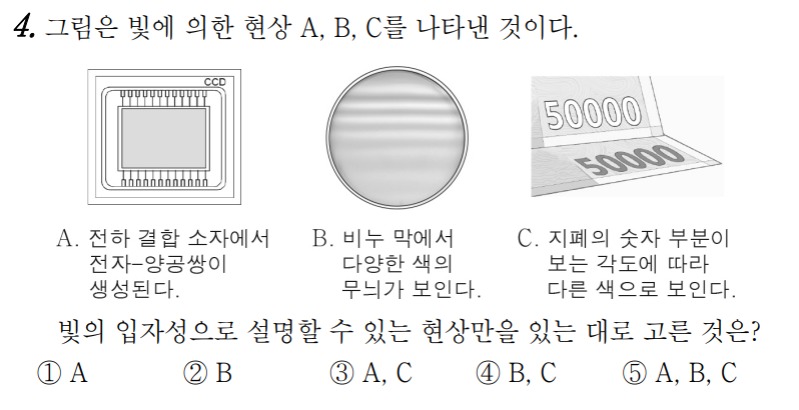 4. 그림은 빛에 의한 현상 A, B, C를 나타낸 것이다.
CCD
50000
50000
A. 전하 결합 소자에서
전자-양공쌍이
생성된다.
B. 비누 막에서
다양한 색의
무늬가 보인다.
C. 지폐의 숫자 부분이
보는 각도에 따라
다른 색으로 보인다.
빛의 입자성으로 설명할 수 있는 현상만을 있는 대로 고른 것은?
① A ② B ③ A, C ④ B, C ⑤ A, B, C